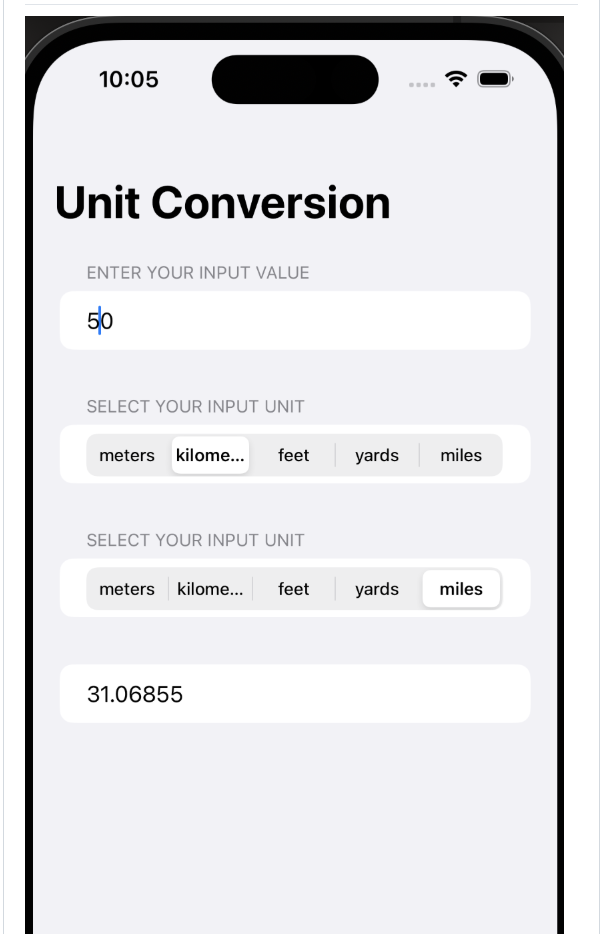 10:05
Unit Conversion
ENTER YOUR INPUT VALUE
50
SELECT YOUR INPUT UNIT
meters kilome... feet yards miles
SELECT YOUR INPUT UNIT
meters kilome... feet yards miles
31.06855